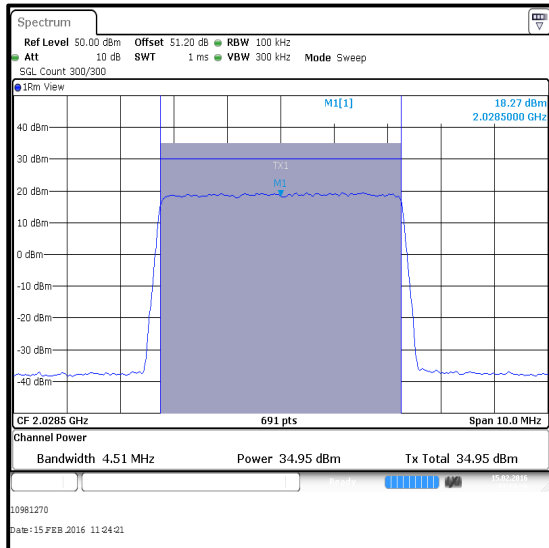 Spectrum
Ref Level 50.00 dBm Offset 51.20 dB RBW 100 kHz
Att 10 dB SWT 1 ms VBW 300 kHz Mode Sweep
SGL Count 300/300
1Rm View
M1[1] 18.27 dBm
2.0285000 GHz
40 dBm
30 dBm
TX1
M1
20 dBm
10 dBm
0 dBm
-10 dBm
-20 dBm
-30 dBm
-40 dBm
CF 2.0285 GHz 691 pts Span 10.0 MHz
Channel Power
Bandwidth 4.51 MHz Power 34.95 dBm Tx Total 34.95 dBm
Ready 15.02.2016
10981270
Date: 15.FEB.2016 11:24:21